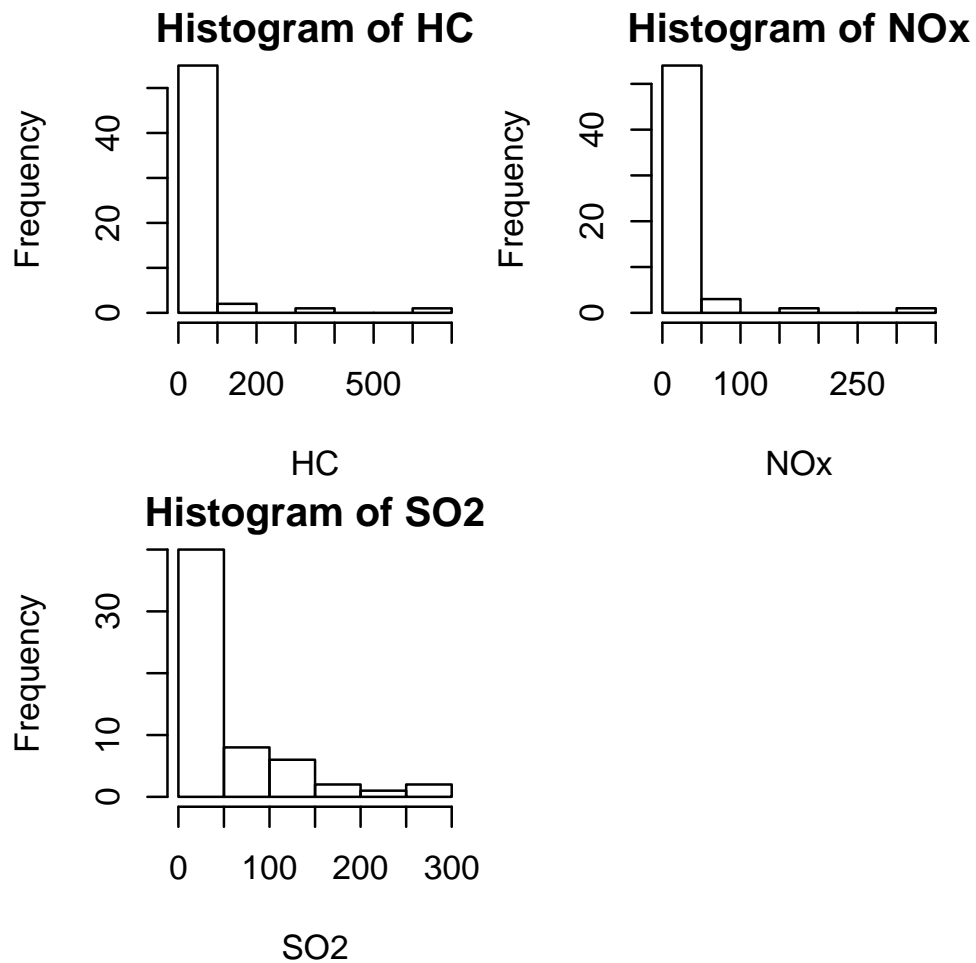 Histogram of HC
Frequency
0
20
40
0
200
500
HC
Histogram of NOx
Frequency
0
20
40
0
100
250
NOx
Histogram of SO2
Frequency
0
10
30
0
100
200
300
SO2